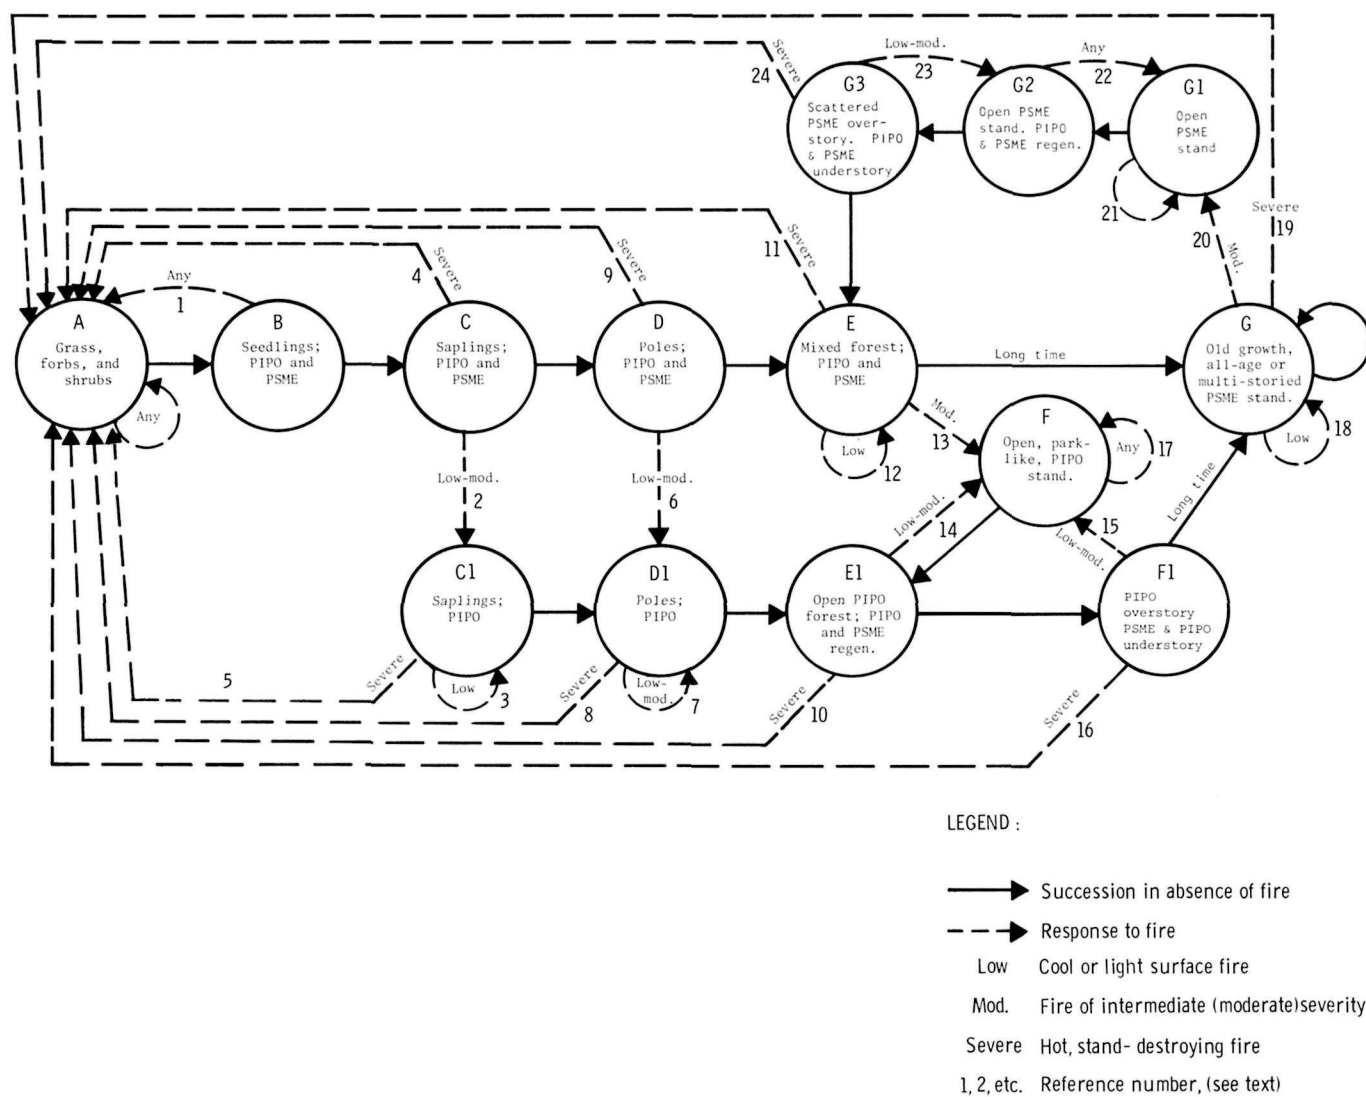 Severe
24
Low-mod.
23
Any
22
G3
Scattered
PSME over-
story. PIPO
& PSME
understory
G2
Open PSME
stand. PIPO
& PSME regen.
G1
Open
PSME
stand
21
20
Mod.
Severe
19
11
Severe
9
Severe
4
Severe
Any
1
A
Grass,
forbs, and
shrubs
Any
B
Seedlings;
PIPO and
PSME
C
Saplings;
PIPO and
PSME
D
Poles;
PIPO and
PSME
E
Mixed forest;
PIPO and
PSME
Long time
G
Old growth,
all-age or
multi-storied
PSME stand.
Low
18
Low
12
Mod.
13
F
Open, park-
like, PIPO
stand.
Any
17
Low-mod.
2
Low-mod.
6
Low-mod.
14
15
Low-mod.
Long time
C1
Saplings;
PIPO
D1
Poles;
PIPO
E1
Open PIPO
forest; PIPO
and PSME
regen.
F1
PIPO
overstory
PSME & PIPO
understory
5
Severe
Low
3
Severe
8
Low-
mod.
7
Severe
10
Severe
16
LEGEND :
Succession in absence of fire
Response to fire
Low Cool or light surface fire
Mod. Fire of intermediate (moderate)severity
Severe Hot, stand- destroying fire
1, 2, etc. Reference number, (see text)